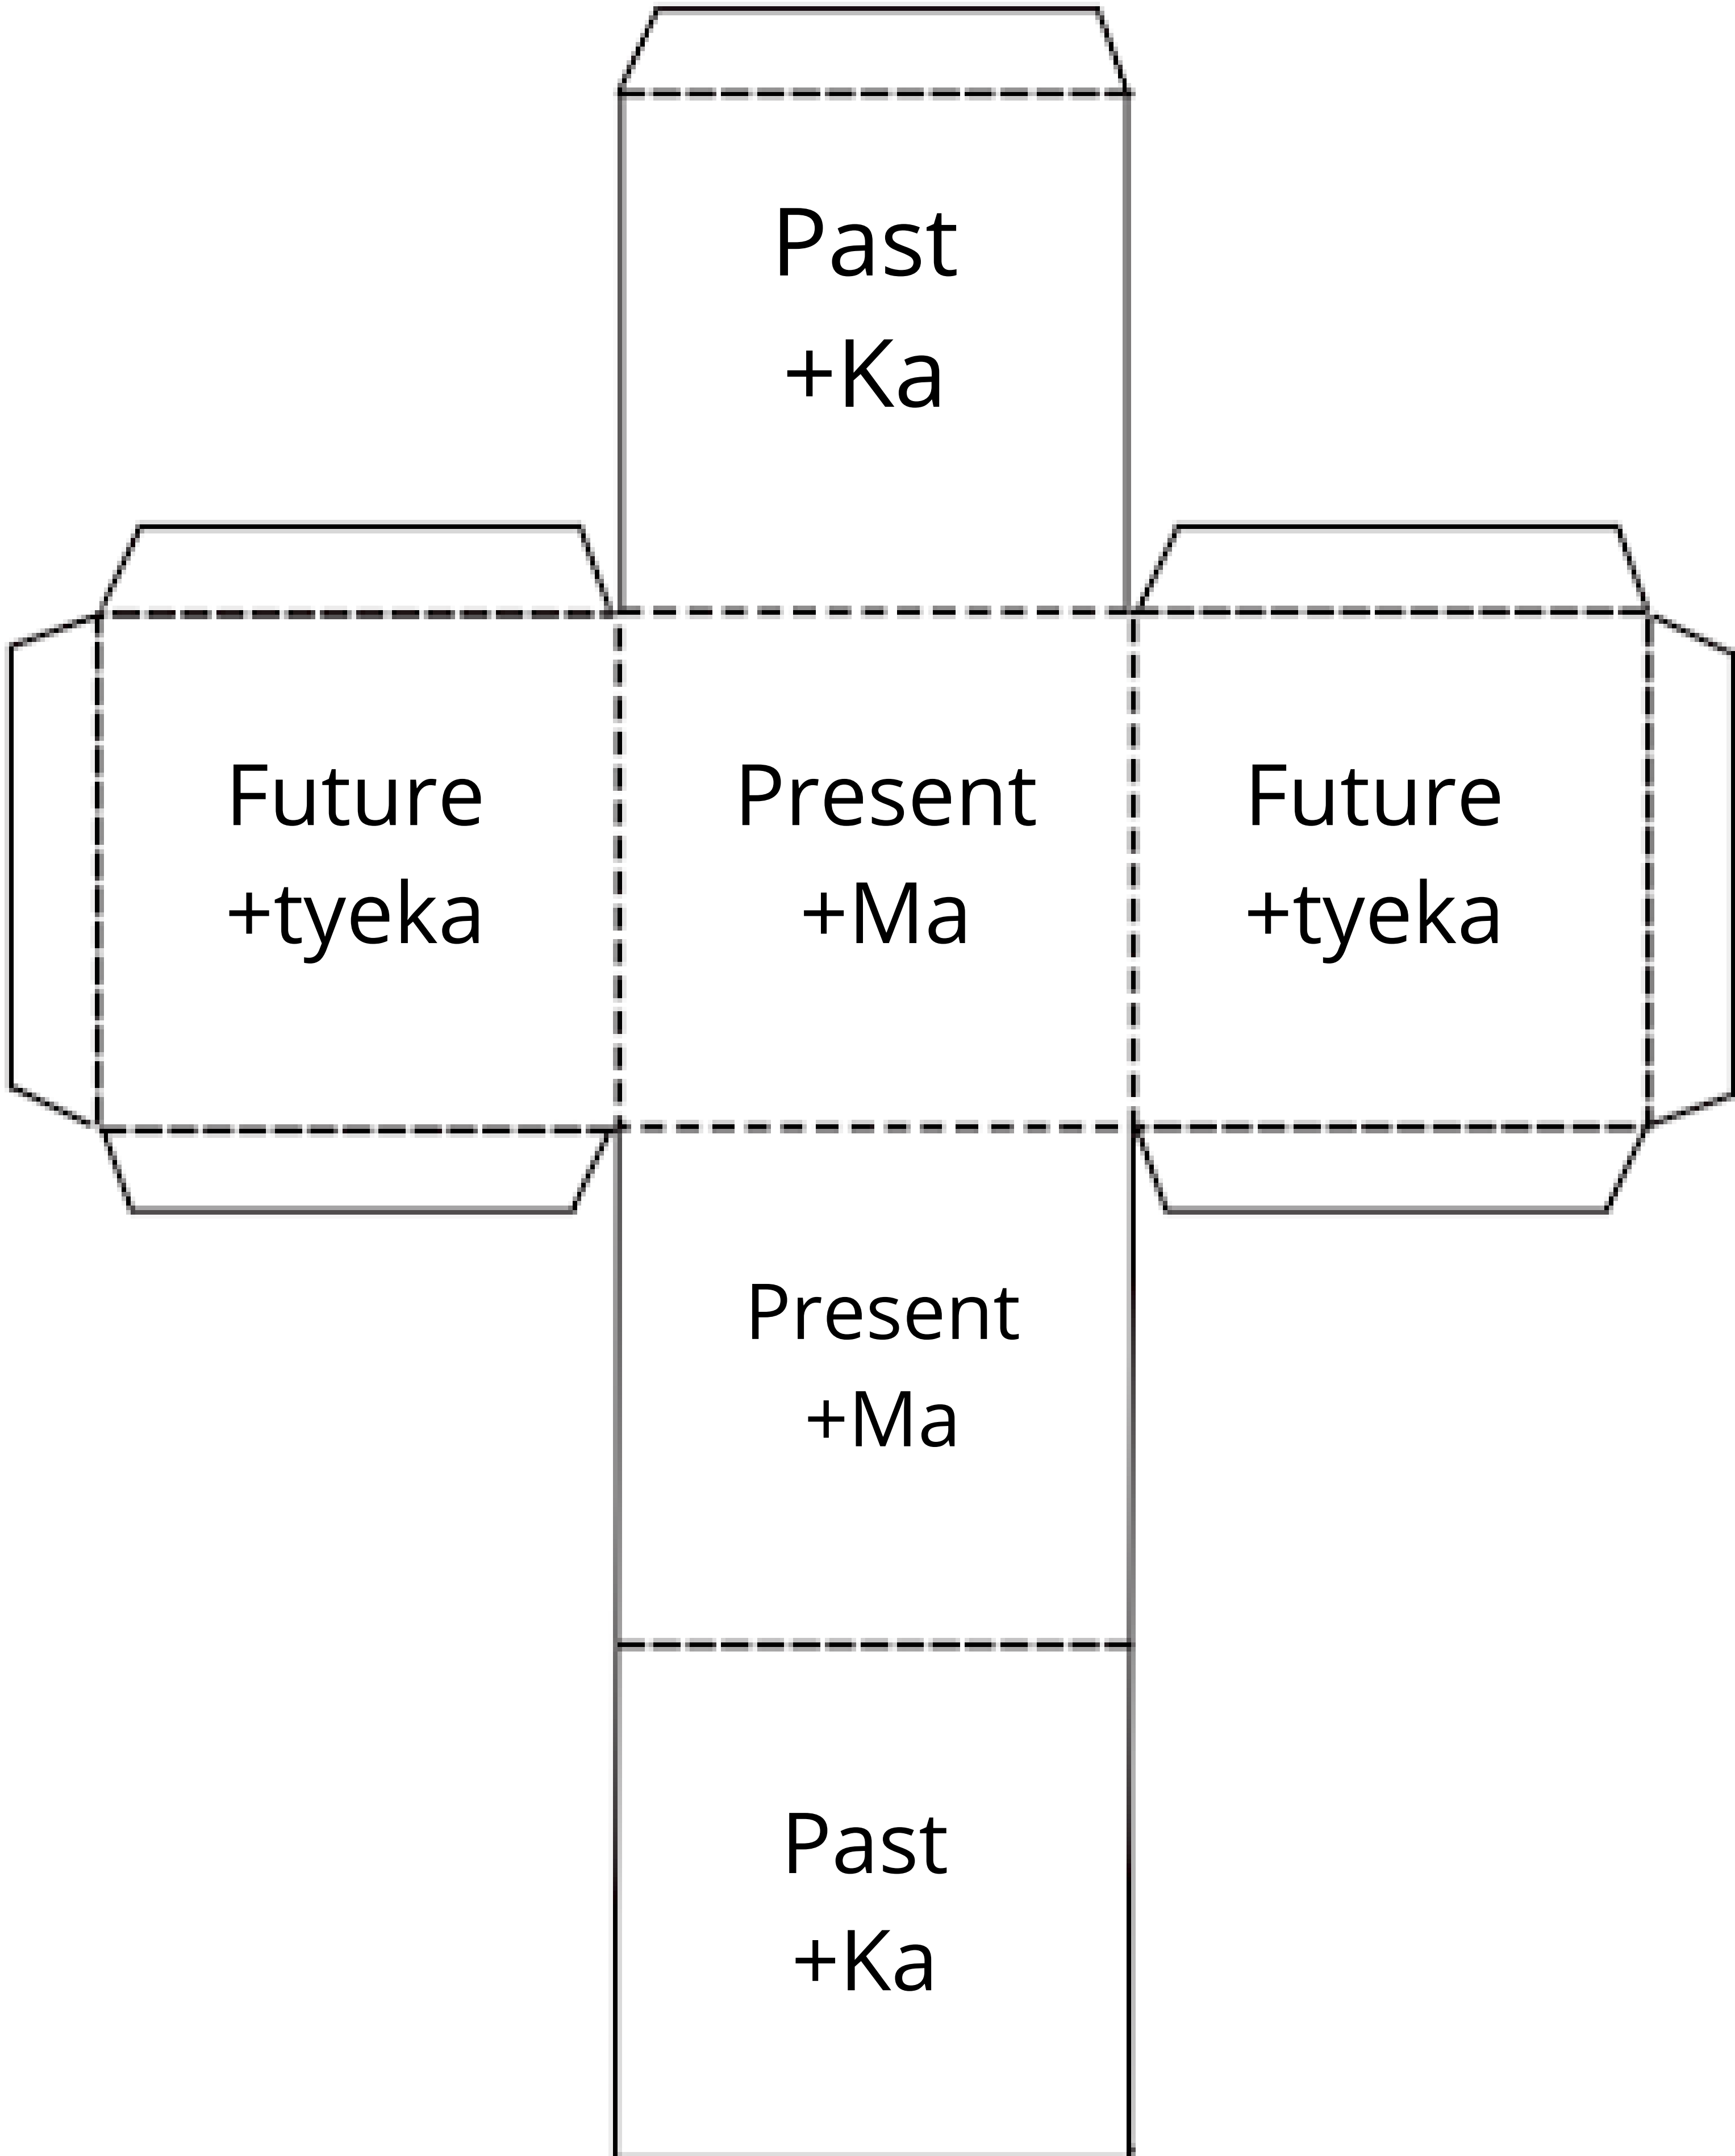 Past
+Ka
Future
+tyeka
Present
+Ma
Future
+tyeka
Present
+Ma
Past
+Ka